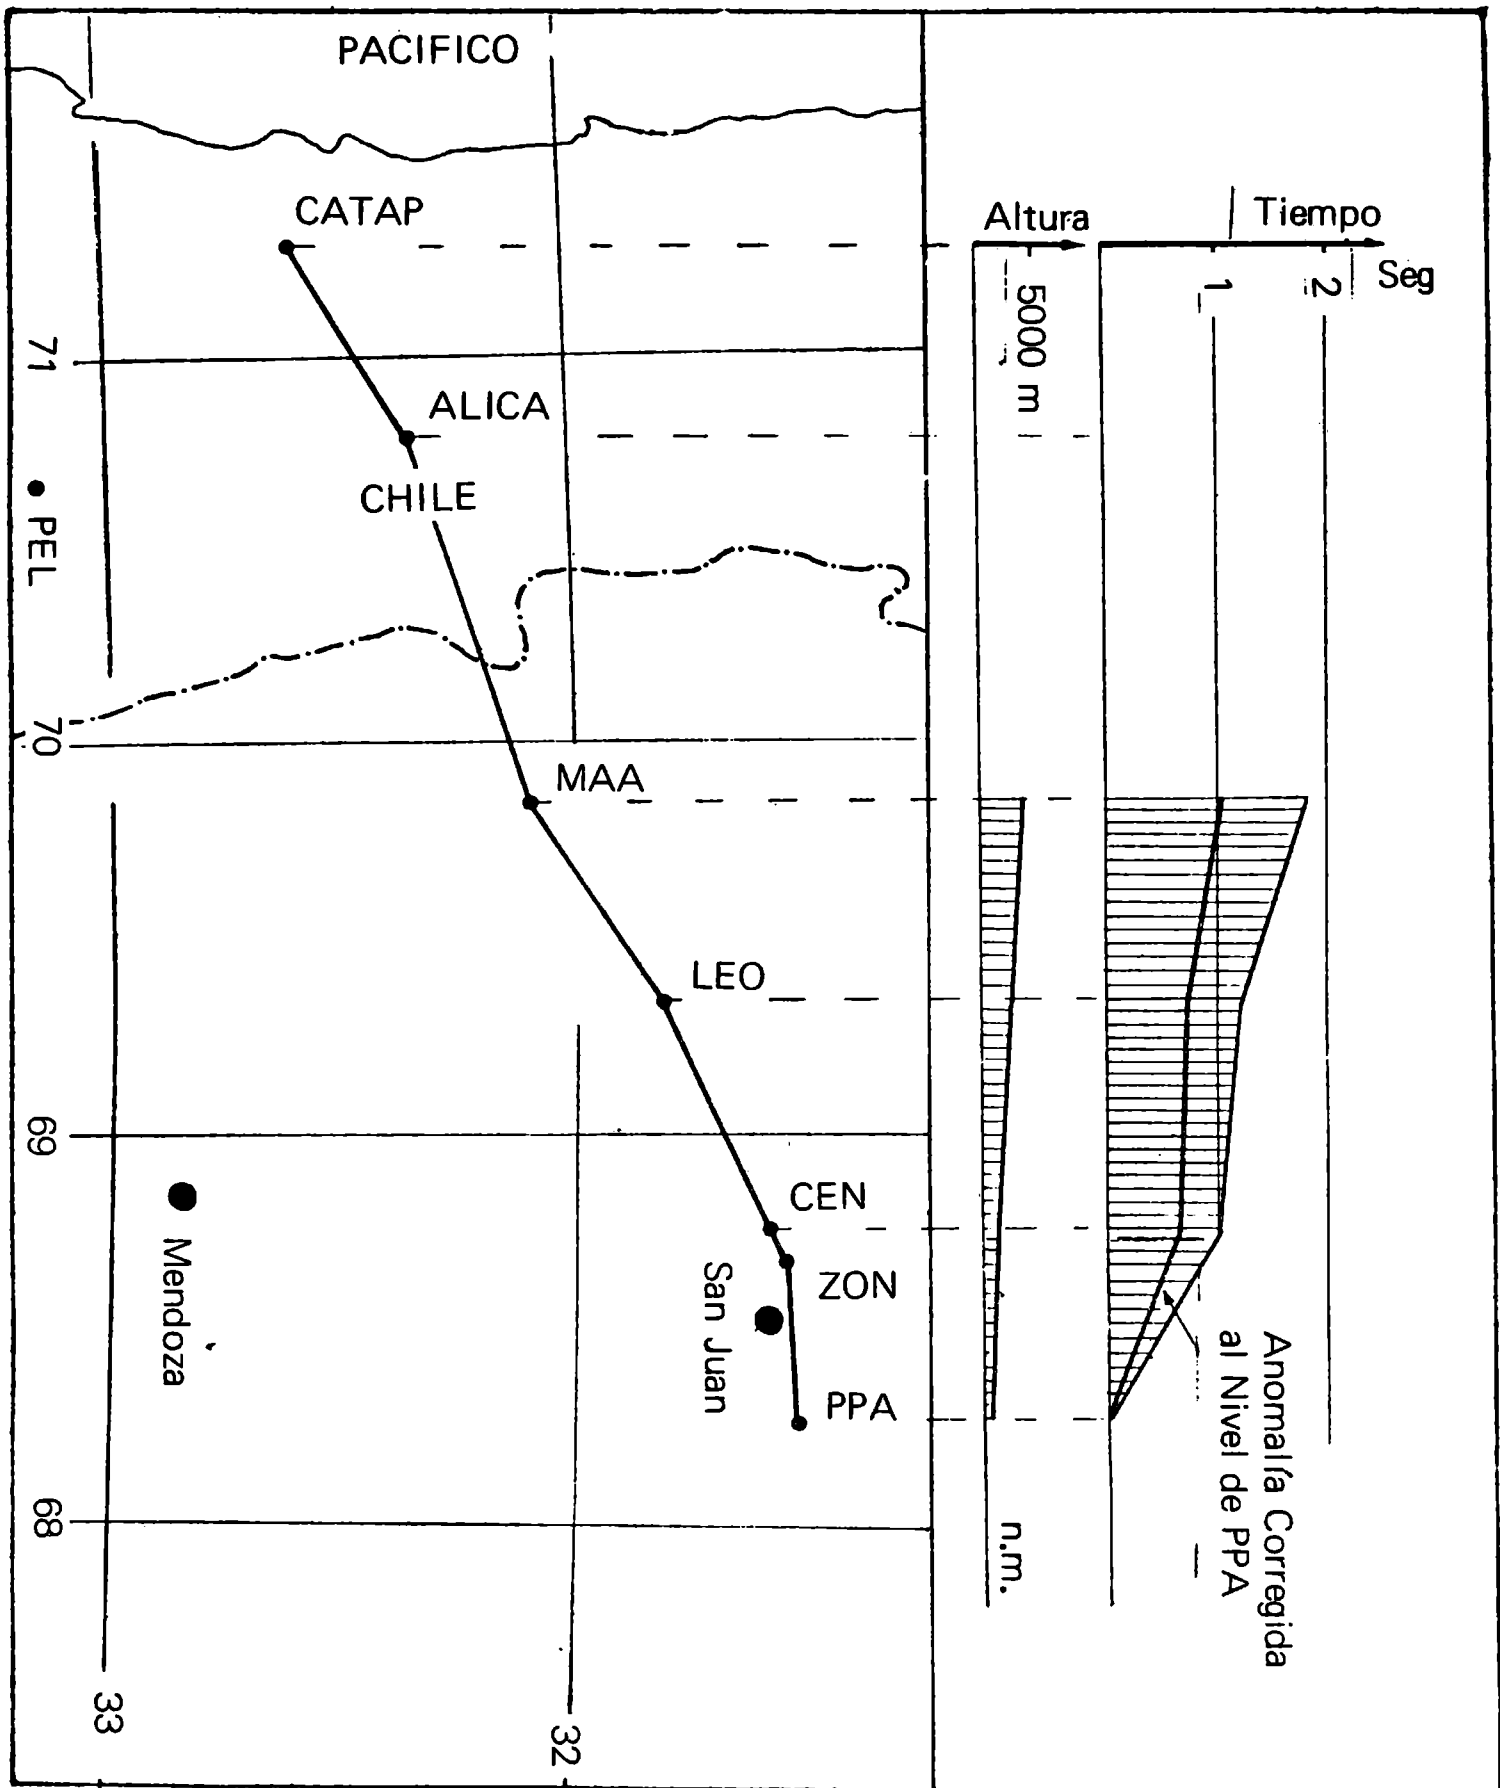 PACIFICO
CATAP
Altura
Tiempo
Seg
1
2
5000 m
71
ALICA
CHILE
PEL
70
MAA
LEO
69
CEN
ZON
San Juan
Mendoza
PPA
Anomalía Corregida
al Nivel de PPA
68
n.m.
33
32